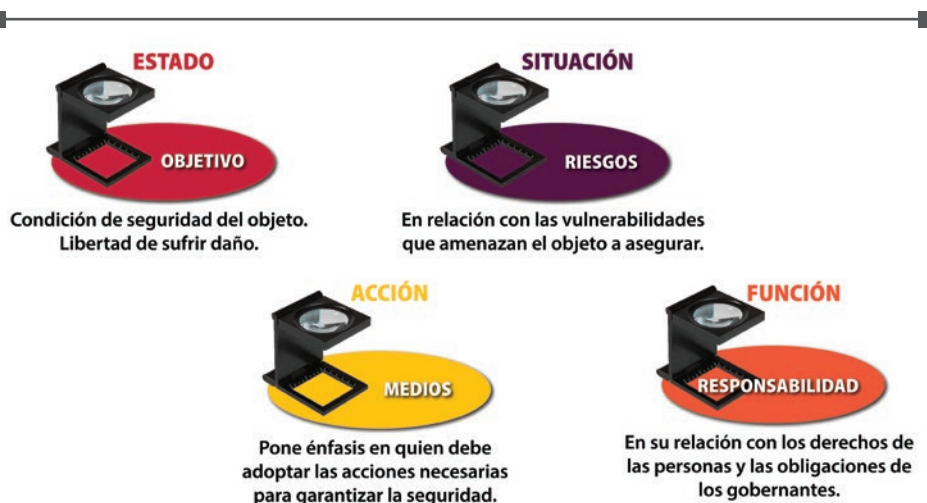 ESTADO
OBJETIVO
Condición de seguridad del objeto.
Libertad de sufrir daño.
SITUACIÓN
RIESGOS
En relación con las vulnerabilidades
que amenazan el objeto a asegurar.
ACCIÓN
MEDIOS
Pone énfasis en quien debe
adoptar las acciones necesarias
para garantizar la seguridad.
FUNCIÓN
RESPONSABILIDAD
En su relación con los derechos de
las personas y las obligaciones de
los gobernantes.